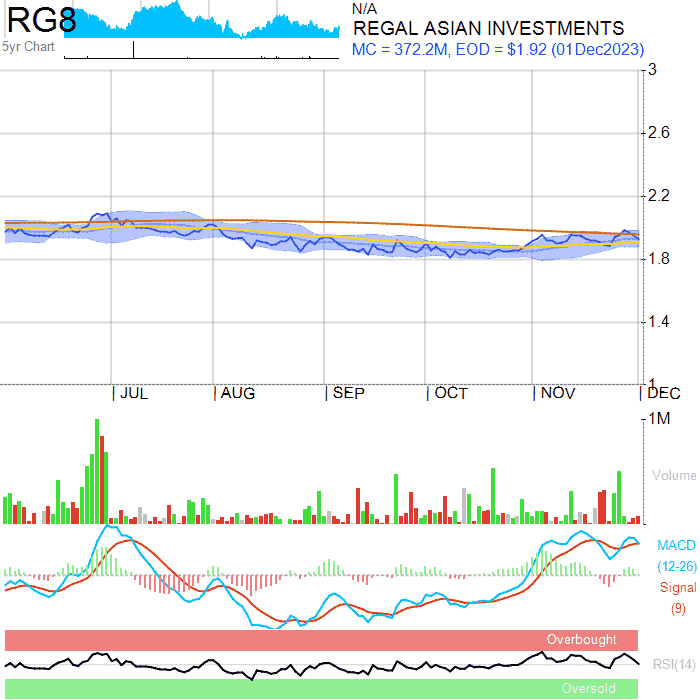 RG8
N/A
REGAL ASIAN INVESTMENTS
5yr Chart
MC = 372.2M, EOD = $1.92 (01Dec2023)
3
2.6
2.2
1.8
1.4
1
JUL AUG SEP OCT NOV DEC
1M
Volume
MACD
(12-26)
Signal
(9)
Overbought
RSI(14)
Oversold